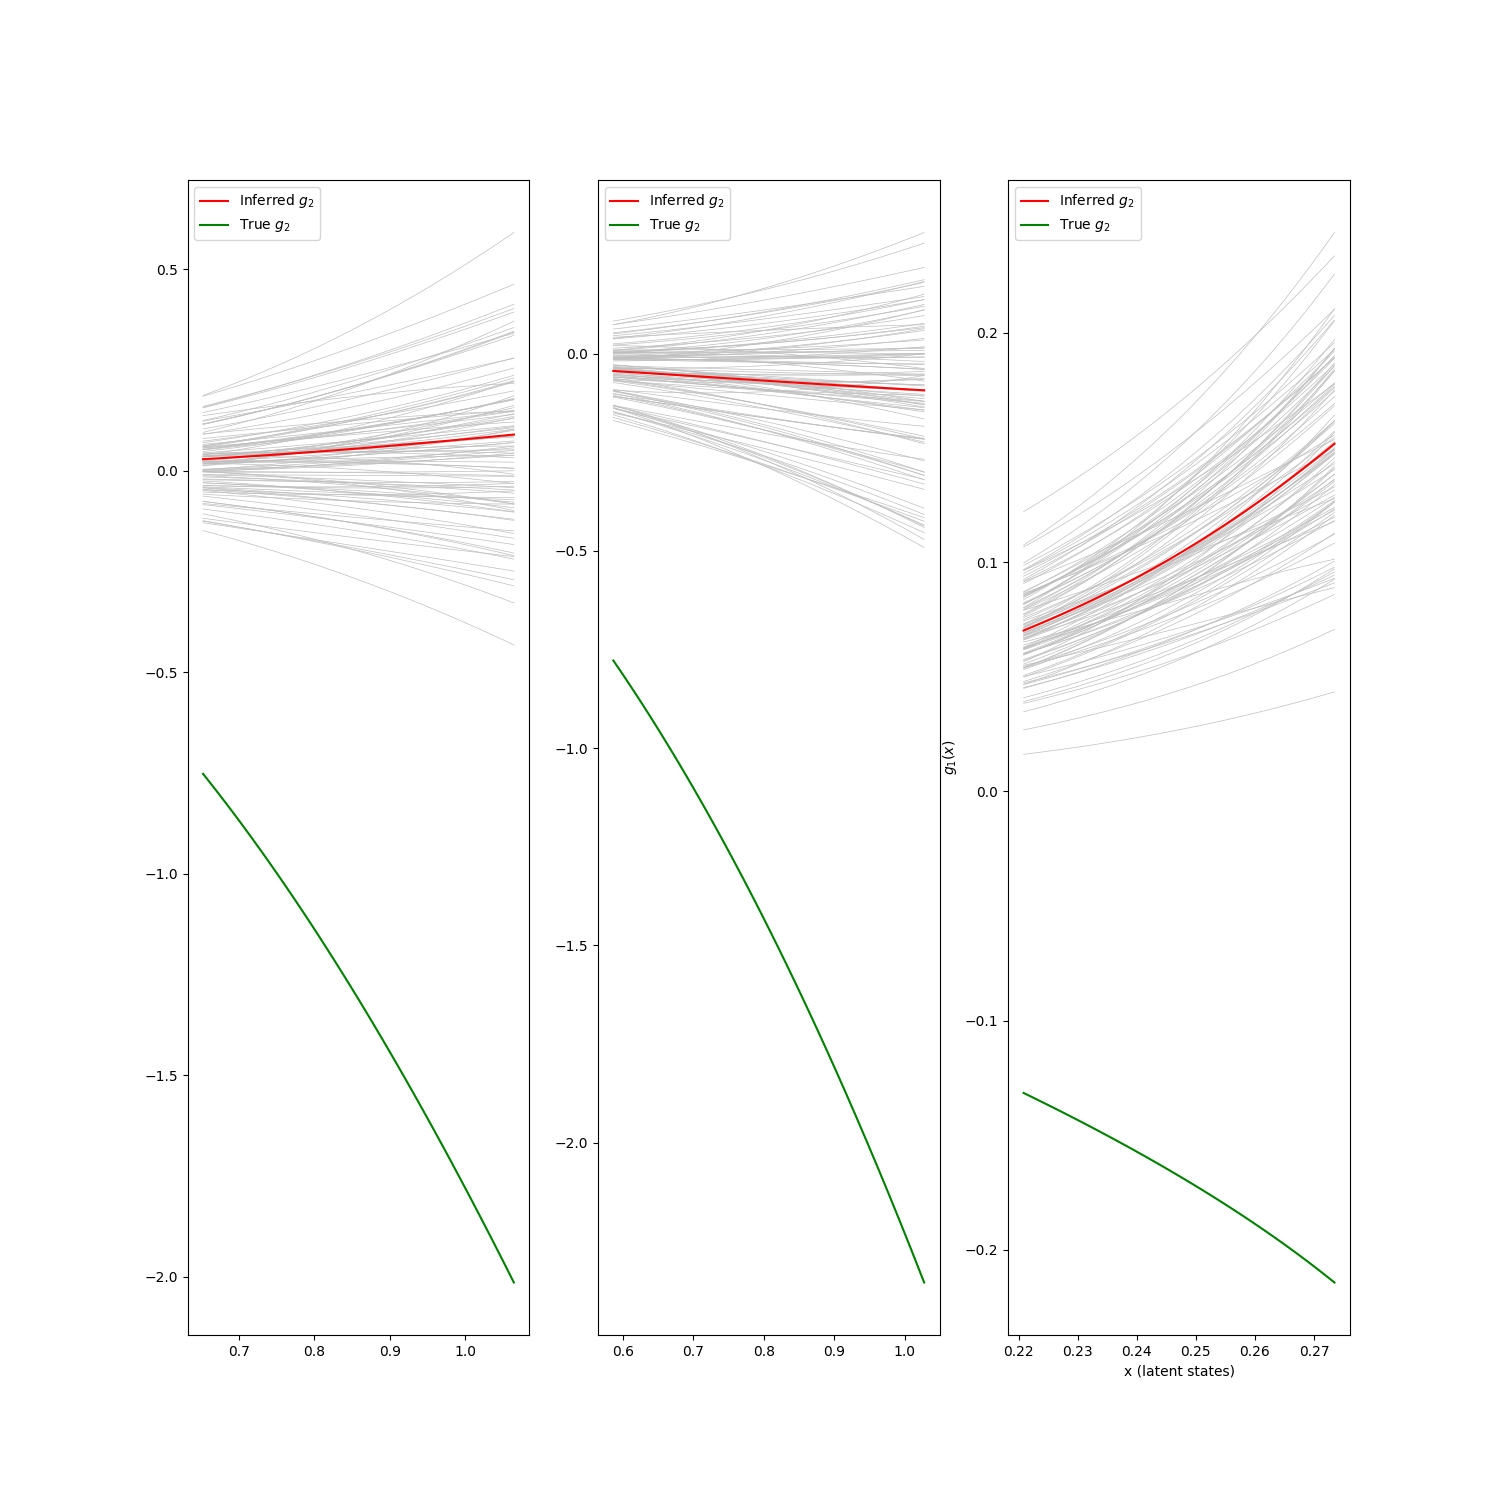 Inferred g₂
True g₂
0.5
0.0
−0.5
−1.0
−1.5
−2.0
0.7 0.8 0.9 1.0
Inferred g₂
True g₂
0.0
−0.5
−1.0
−1.5
−2.0
0.6 0.7 0.8 0.9 1.0
g₁(x)
Inferred g₂
True g₂
0.2
0.1
0.0
−0.1
−0.2
0.22 0.23 0.24 0.25 0.26 0.27
x (latent states)